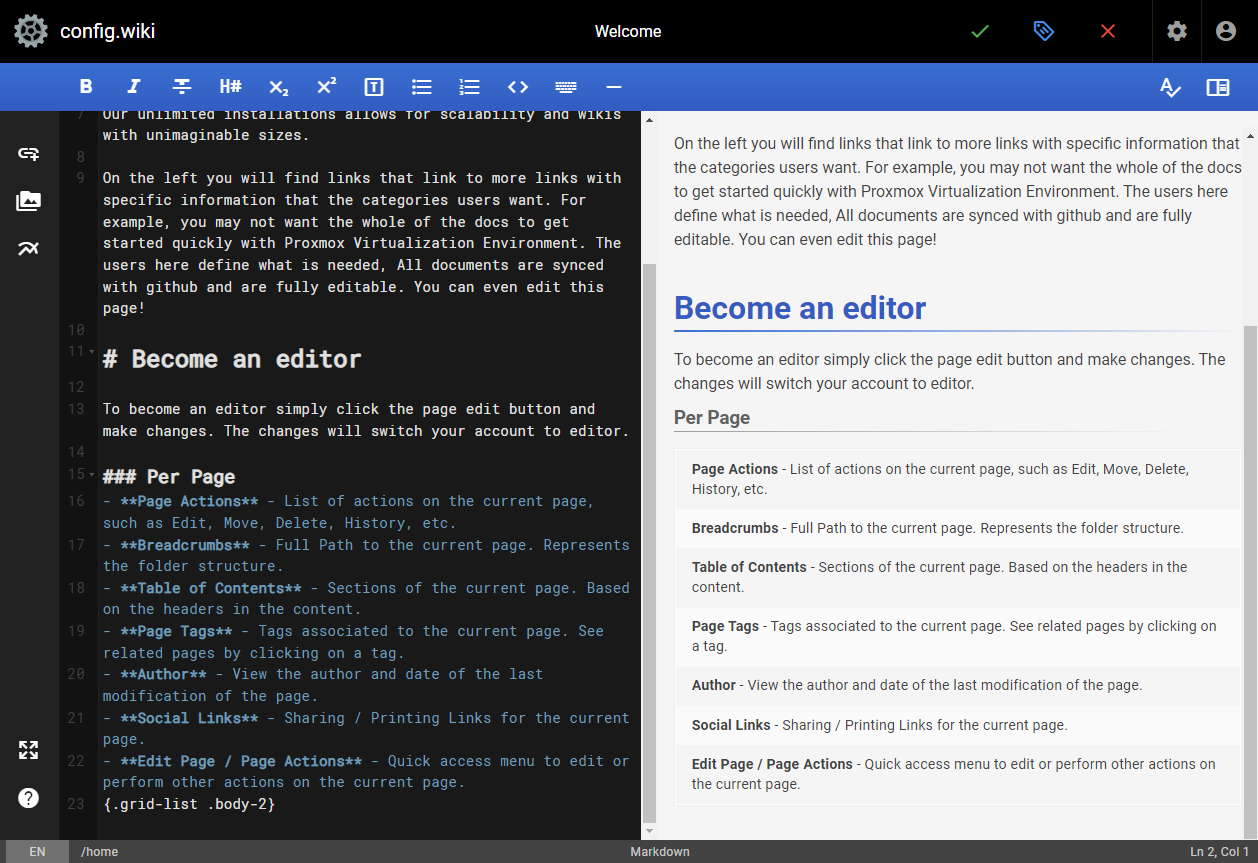 config.wiki
Welcome
B I H# X₂ X² T
7 Our unlimited installations allows for scalability and wikis
with unimaginable sizes.
8
9 On the left you will find links that link to more links with
specific information that the categories users want. For
example, you may not want the whole of the docs to get
started quickly with Proxmox Virtualization Environment. The
users here define what is needed, All documents are synced
with github and are fully editable. You can even edit this
page!
10
11 # Become an editor
12
13 To become an editor simply click the page edit button and
make changes. The changes will switch your account to editor.
14
15 ### Per Page
16 - **Page Actions** - List of actions on the current page,
such as Edit, Move, Delete, History, etc.
17 - **Breadcrumbs** - Full Path to the current page. Represents
the folder structure.
18 - **Table of Contents** - Sections of the current page. Based
on the headers in the content.
19 - **Page Tags** - Tags associated to the current page. See
related pages by clicking on a tag.
20 - **Author** - View the author and date of the last
modification of the page.
21 - **Social Links** - Sharing / Printing Links for the current
page.
22 - **Edit Page / Page Actions** - Quick access menu to edit or
perform other actions on the current page.
23 {.grid-list .body-2}
On the left you will find links that link to more links with specific information that
the categories users want. For example, you may not want the whole of the docs
to get started quickly with Proxmox Virtualization Environment. The users here
define what is needed, All documents are synced with github and are fully
editable. You can even edit this page!
Become an editor
To become an editor simply click the page edit button and make changes. The
changes will switch your account to editor.
Per Page
Page Actions - List of actions on the current page, such as Edit, Move, Delete,
History, etc.
Breadcrumbs - Full Path to the current page. Represents the folder structure.
Table of Contents - Sections of the current page. Based on the headers in the
content.
Page Tags - Tags associated to the current page. See related pages by clicking on
a tag.
Author - View the author and date of the last modification of the page.
Social Links - Sharing / Printing Links for the current page.
Edit Page / Page Actions - Quick access menu to edit or perform other actions on
the current page.
EN
/home
Markdown
Ln 2, Col 1